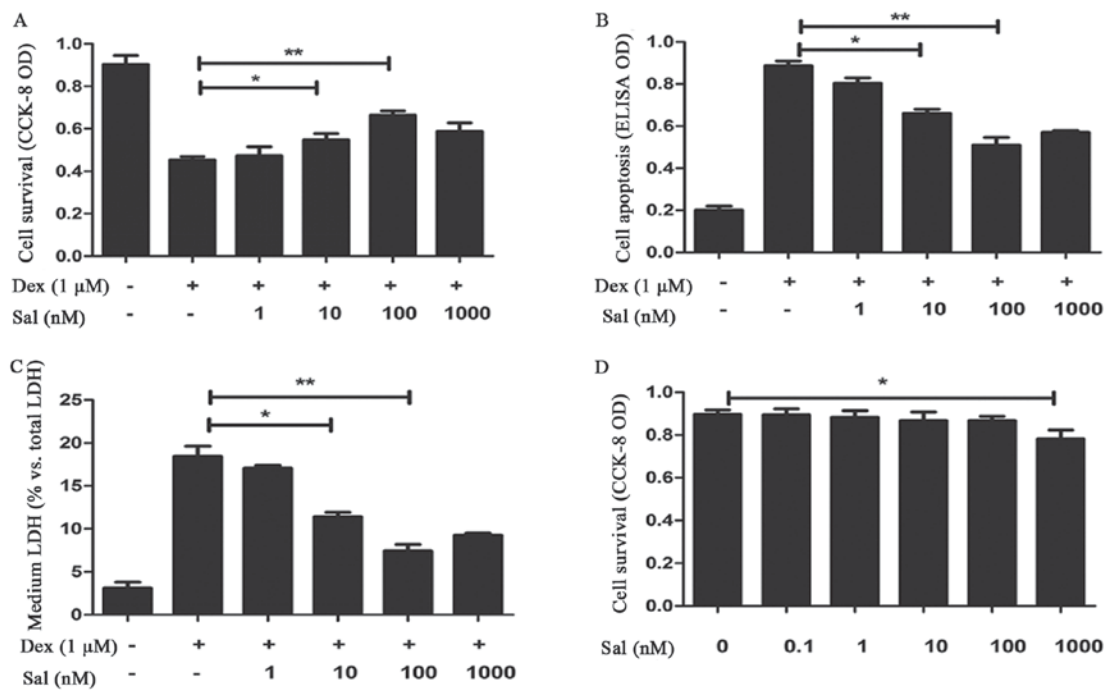 A
Cell survival (CCK-8 OD)
1.0
0.8
0.6
0.4
0.2
0.0
**
*
Dex (1 μM) - + + + + +
Sal (nM) - - 1 10 100 1000
B
Cell apoptosis (ELISA OD)
1.0
0.8
0.6
0.4
0.2
0.0
**
*
Dex (1 μM) - + + + + +
Sal (nM) - - 1 10 100 1000
C
Medium LDH (% vs. total LDH)
25
20
15
10
5
0
**
*
Dex (1 μM) - + + + + +
Sal (nM) - - 1 10 100 1000
D
Cell survival (CCK-8 OD)
1.0
0.8
0.6
0.4
0.2
0.0
*
Sal (nM) 0 0.1 1 10 100 1000